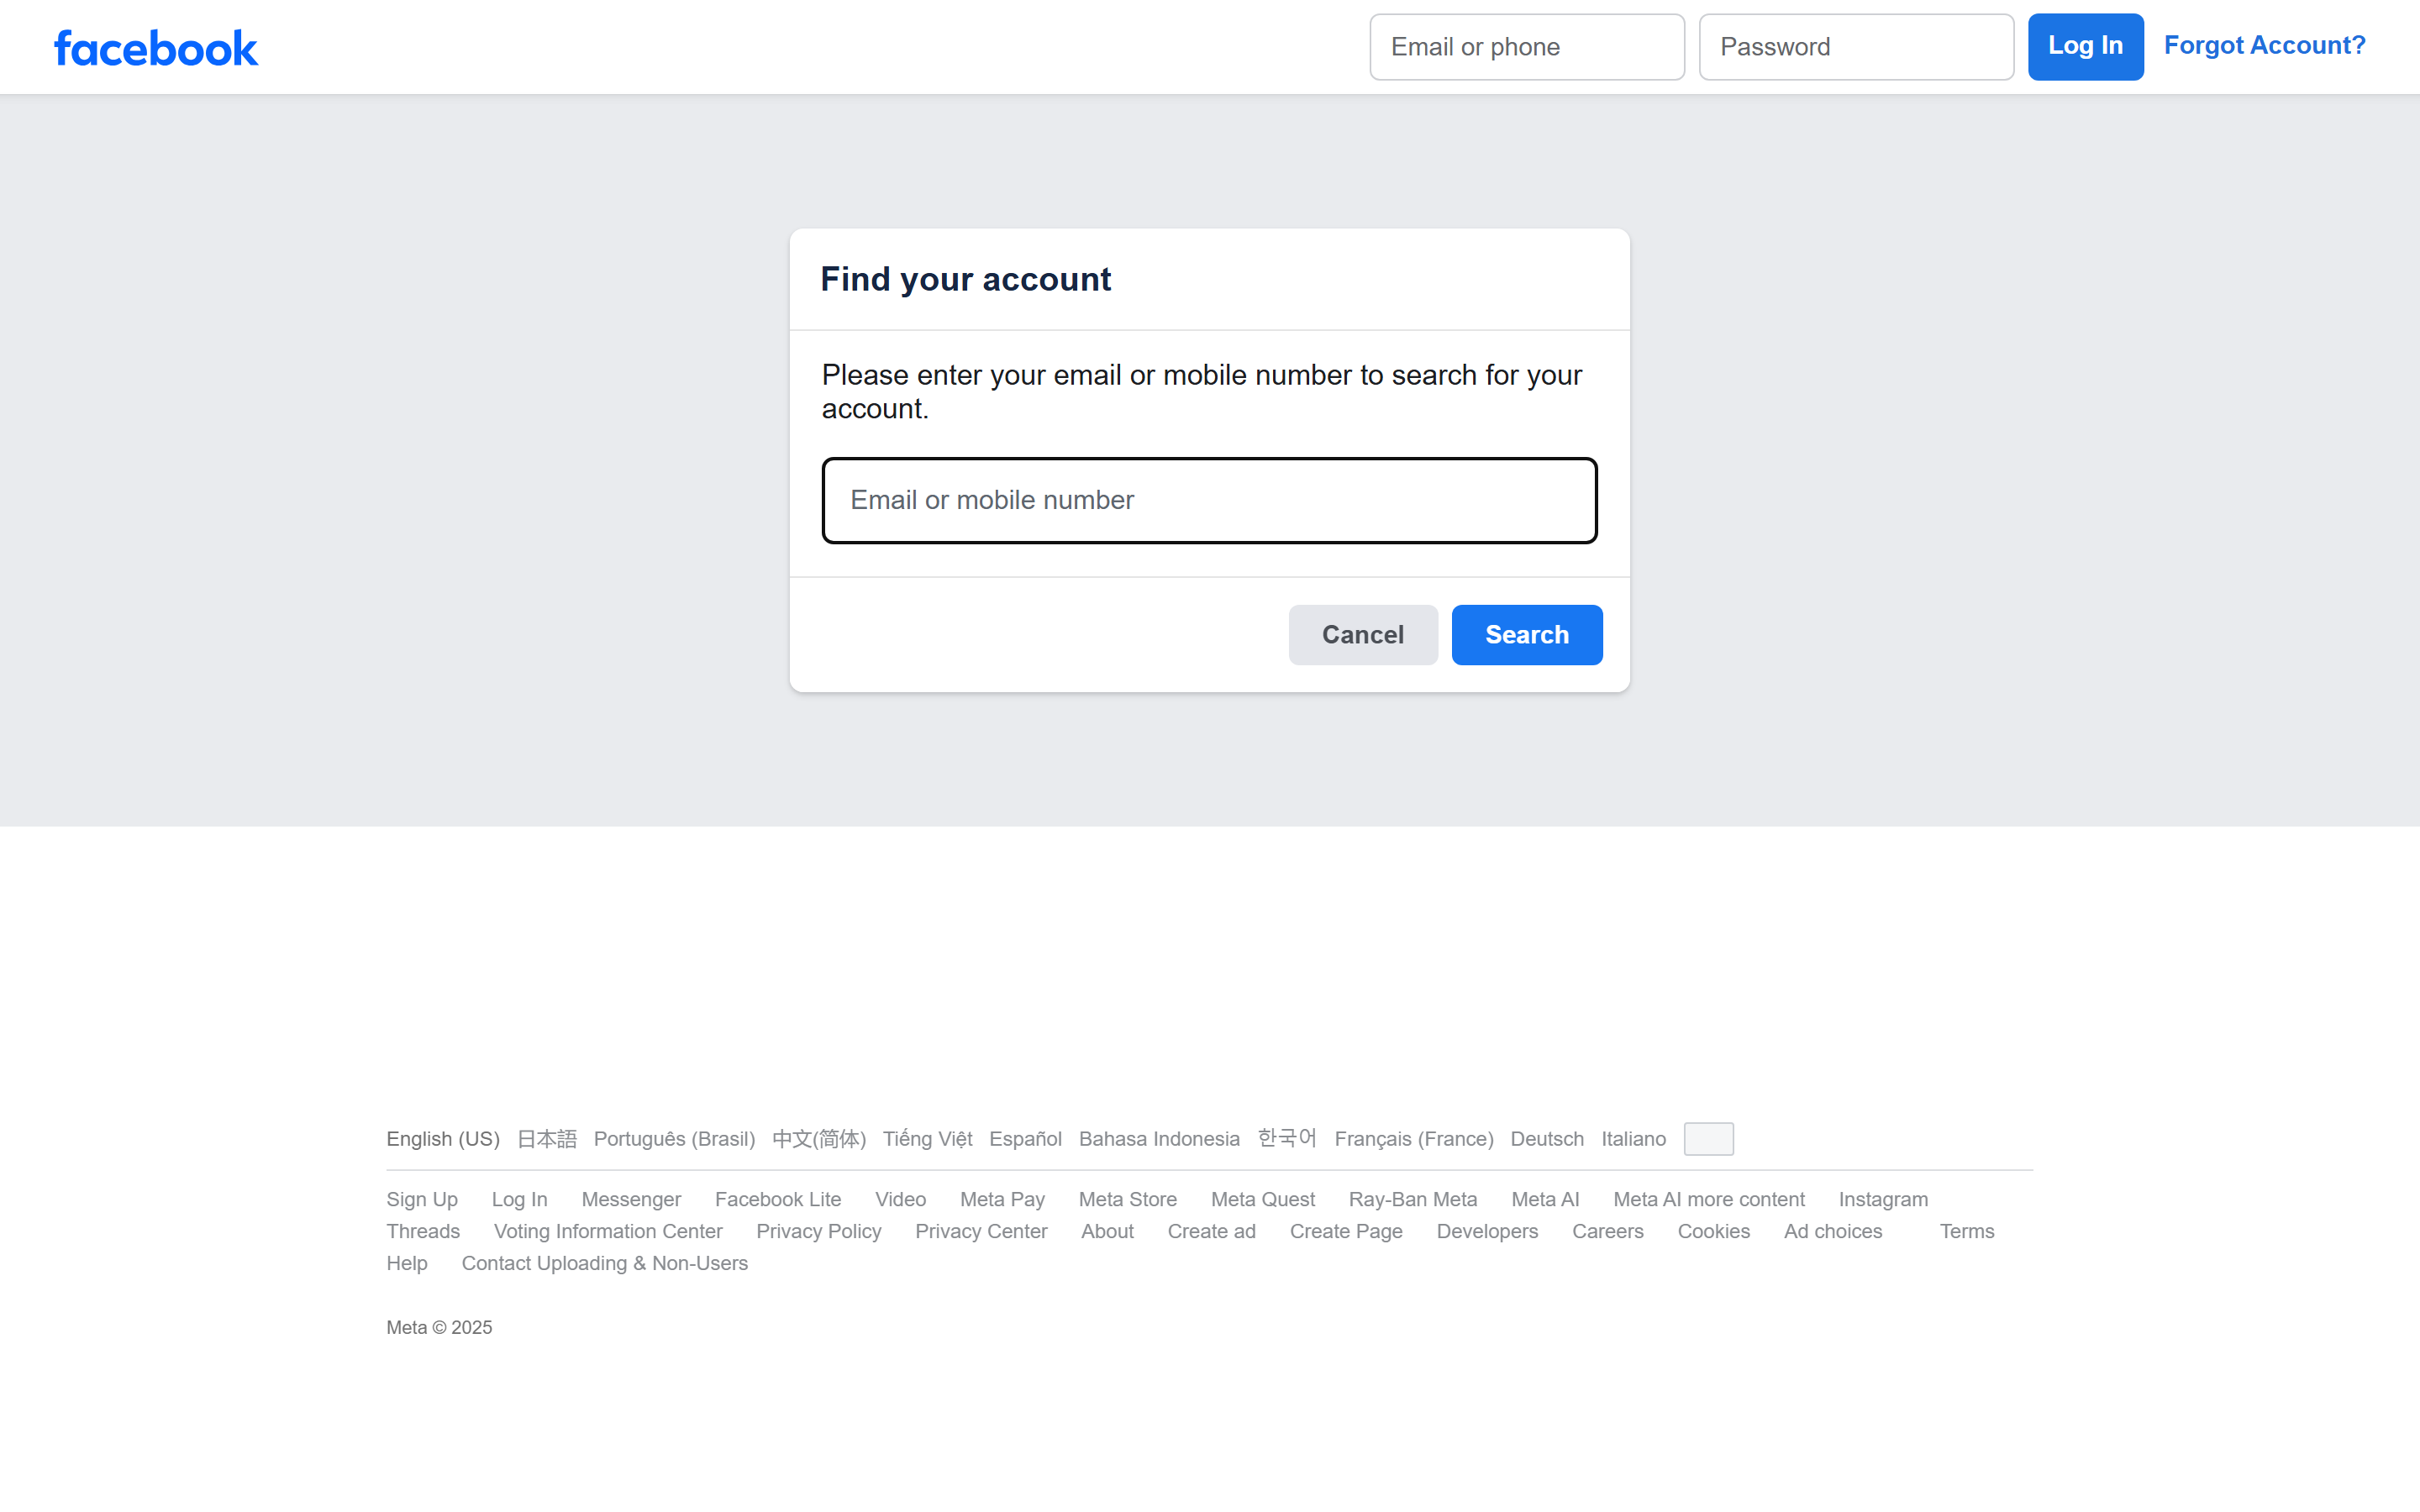 facebook
Email or phone
Password
Log In
Forgot Account?
Find your account
Please enter your email or mobile number to search for your
account.
Email or mobile number
Cancel
Search
English (US) 日本語 Português (Brasil) 中文(简体) Tiếng Việt Español Bahasa Indonesia 한국어 Français (France) Deutsch Italiano
Sign Up Log In Messenger Facebook Lite Video Meta Pay Meta Store Meta Quest Ray-Ban Meta Meta AI Meta AI more content Instagram
Threads Voting Information Center Privacy Policy Privacy Center About Create ad Create Page Developers Careers Cookies Ad choices Terms
Help Contact Uploading & Non-Users
Meta © 2025